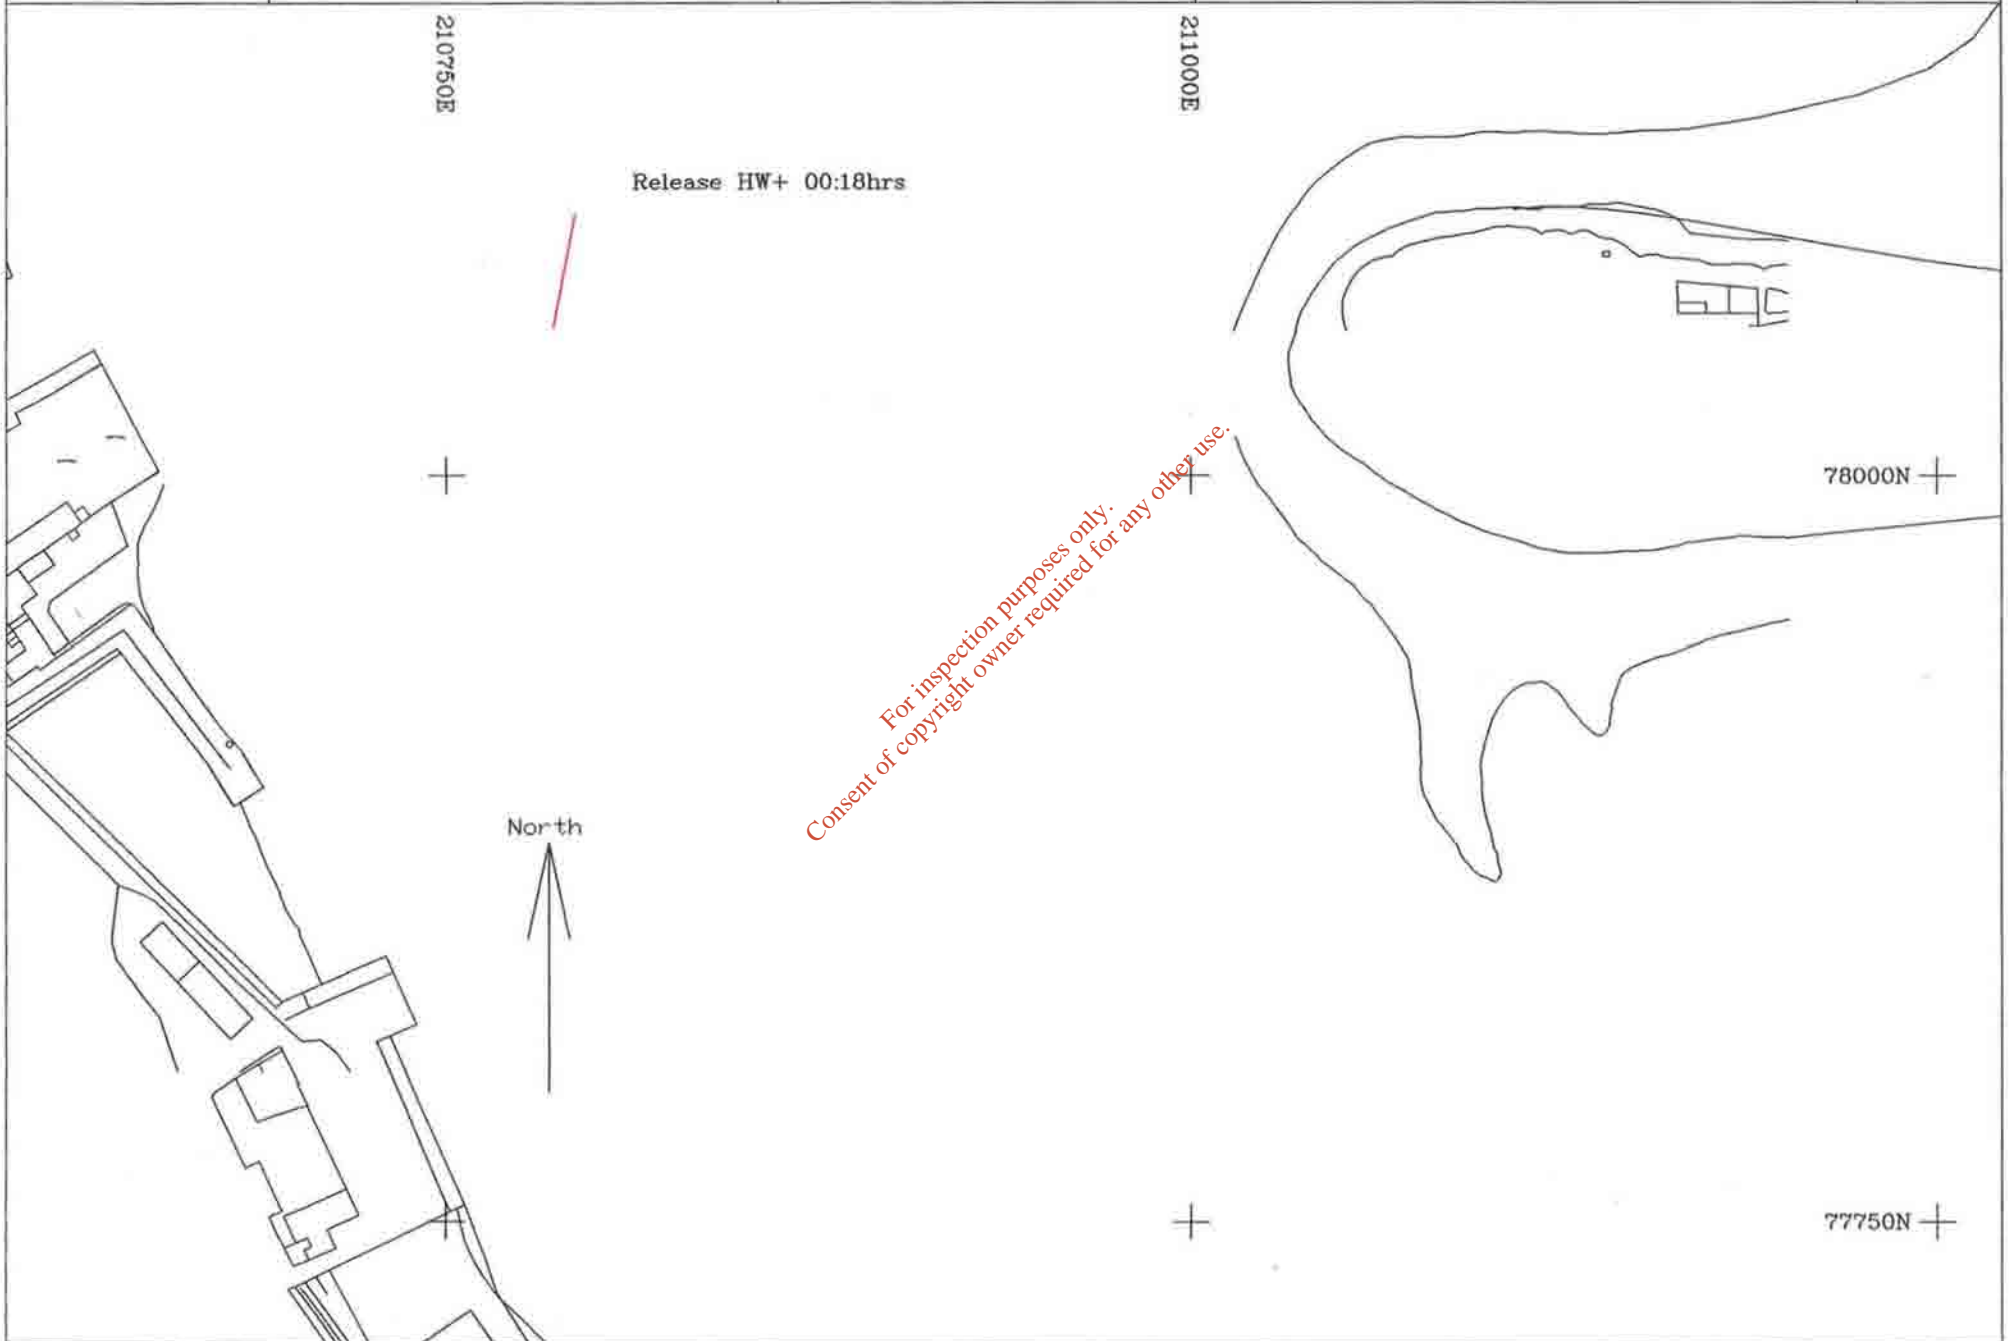 210750E
211000E
Release HW+ 00:18hrs
78000N
For inspection purposes only.
Consent of copyright owner required for any other use.
North
77750N